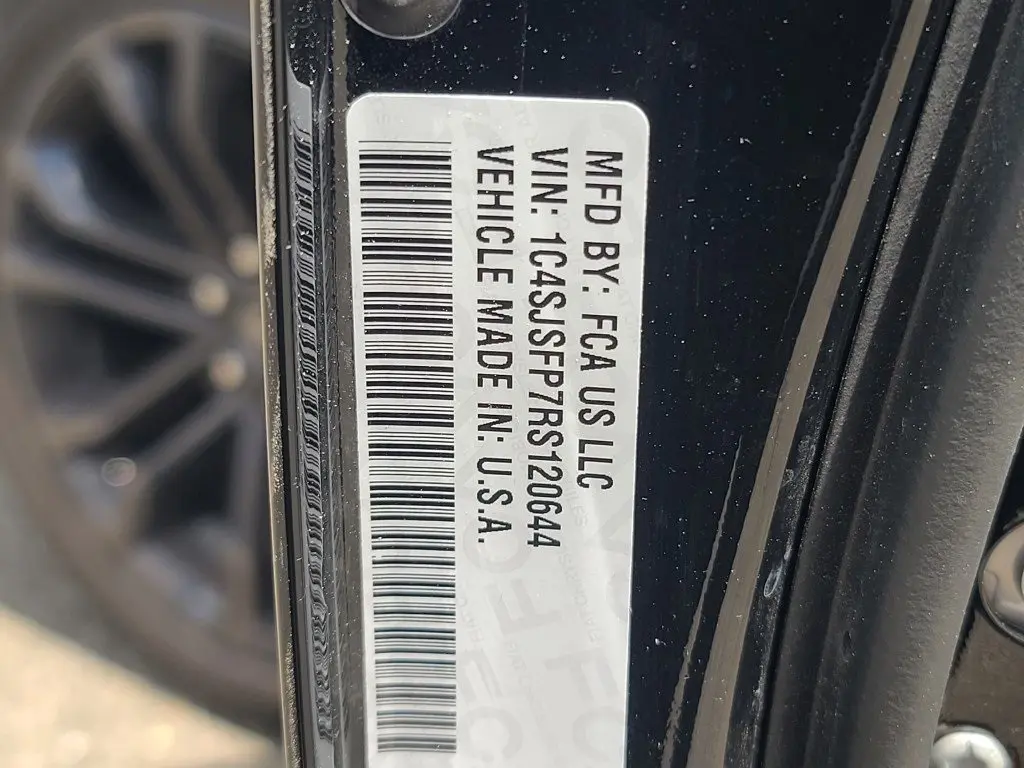 MFD BY: FCA US LLC
VIN: 1C4SJSFP7RS120644
VEHICLE MADE IN: U.S.A.